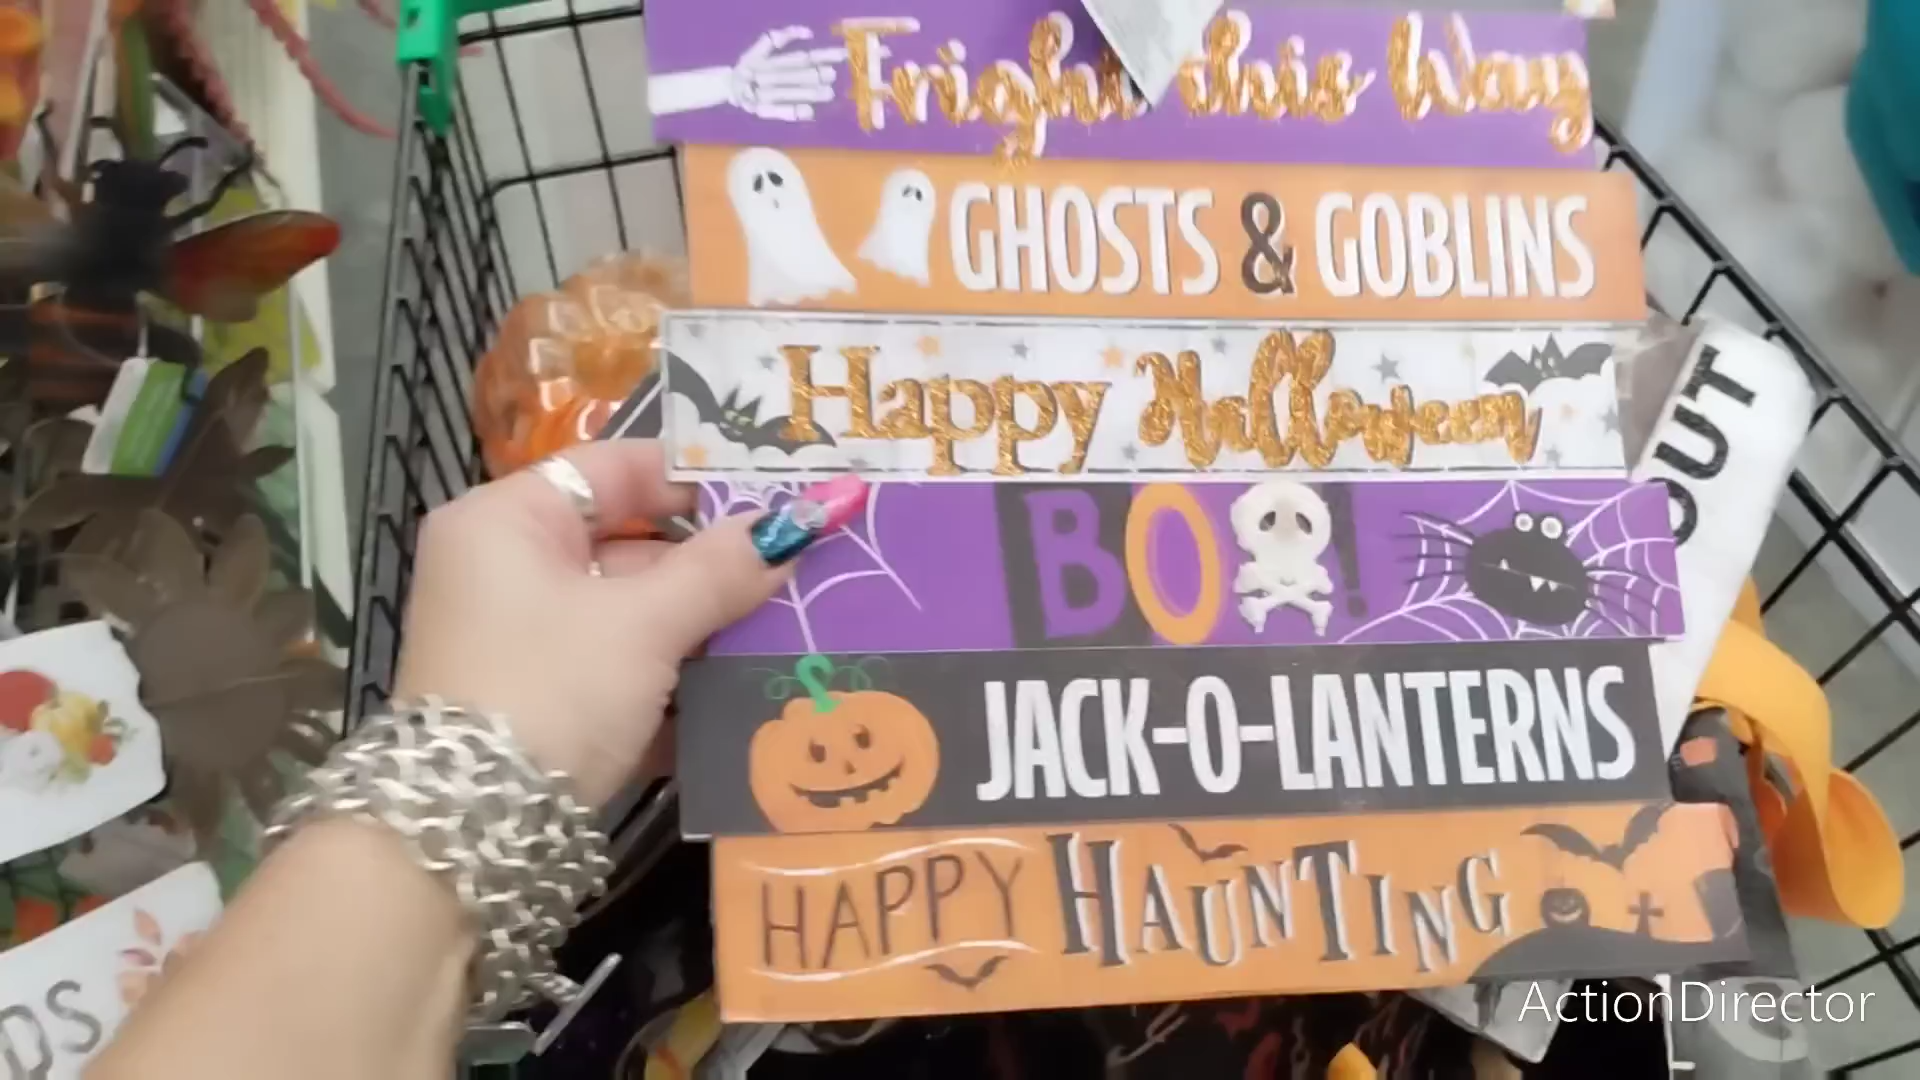 Fright this Way
GHOSTS & GOBLINS
Happy Halloween
OUT
BOO!
JACK-O-LANTERNS
HAPPY HAUNTING
ActionDirector